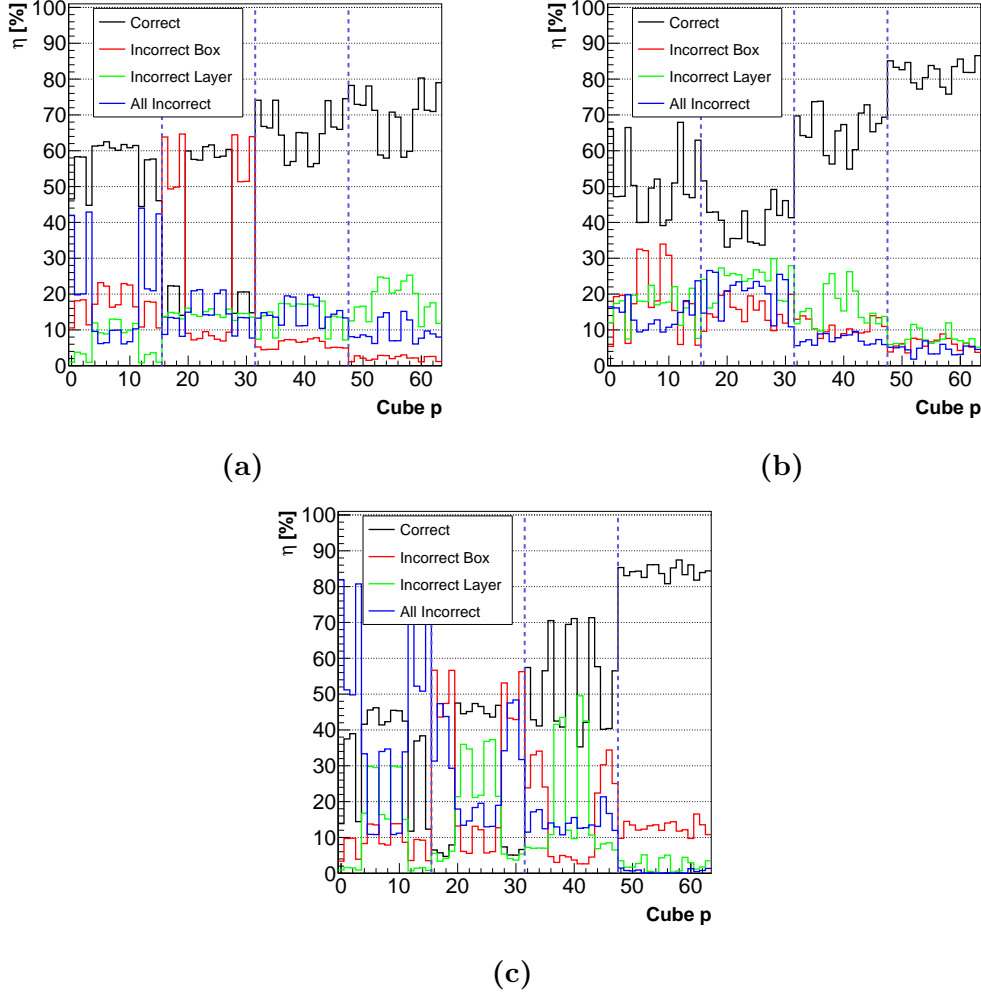 η [%]
100
90
80
70
60
50
40
30
20
10
0
Correct
Incorrect Box
Incorrect Layer
All Incorrect
0 10 20 30 40 50 60
Cube p
(a)
η [%]
100
90
80
70
60
50
40
30
20
10
0
Correct
Incorrect Box
Incorrect Layer
All Incorrect
0 10 20 30 40 50 60
Cube p
(b)
η [%]
100
90
80
70
60
50
40
30
20
10
0
Correct
Incorrect Box
Incorrect Layer
All Incorrect
0 10 20 30 40 50 60
Cube p
(c)